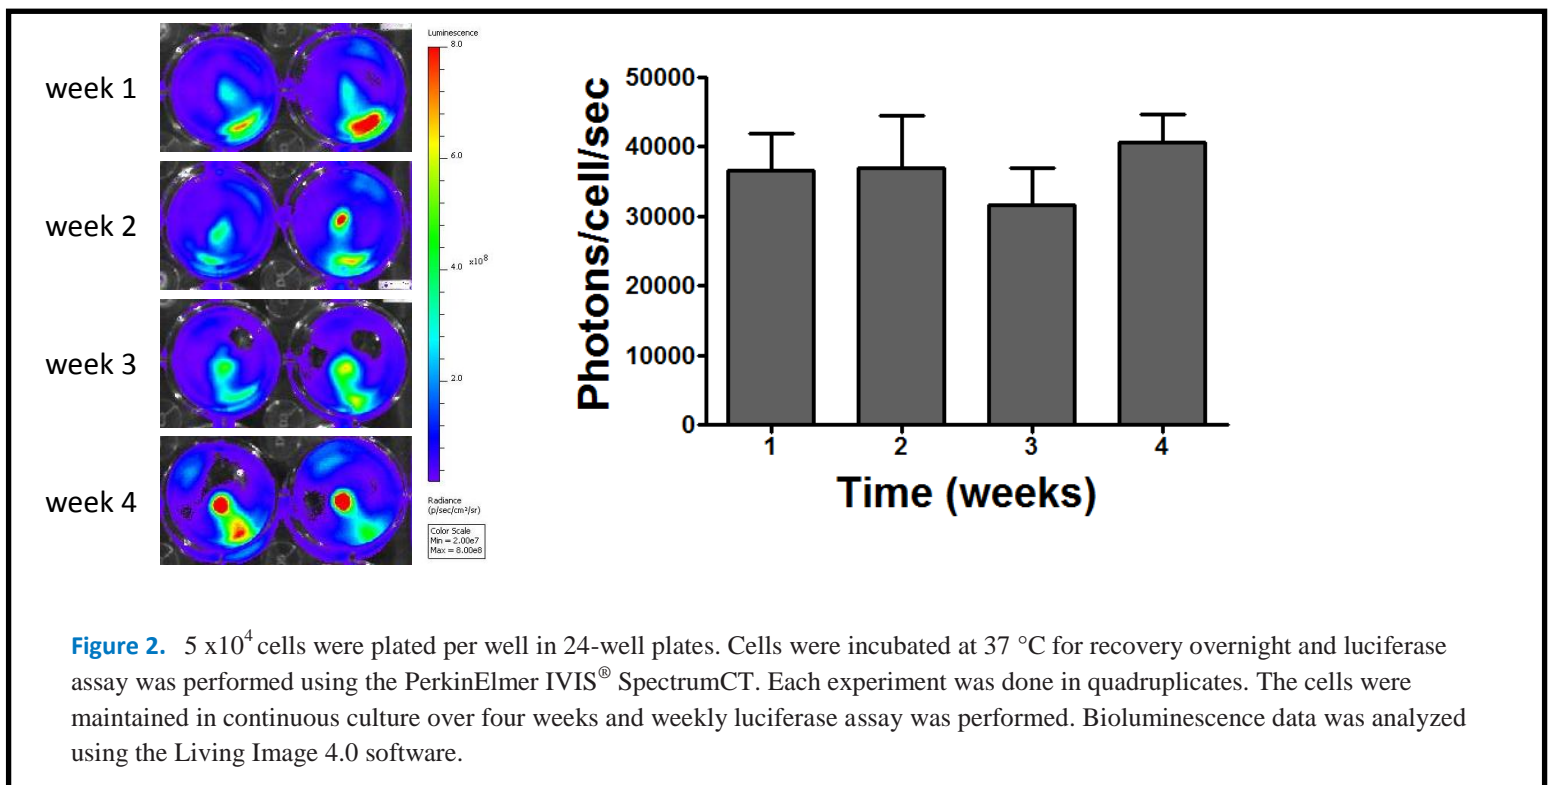 week 1
week 2
week 3
week 4
Luminescence
8.0
6.0
4.0
x10⁸
2.0
Radiance
(p/sec/cm²/sr)
Color Scale
Min = 2.00e7
Max = 8.00e8
Photons/cell/sec
50000
40000
30000
20000
10000
0
1 2 3 4
Time (weeks)
Figure 2. 5 x10⁴ cells were plated per well in 24-well plates. Cells were incubated at 37 °C for recovery overnight and luciferase
assay was performed using the PerkinElmer IVIS® SpectrumCT. Each experiment was done in quadruplicates. The cells were
maintained in continuous culture over four weeks and weekly luciferase assay was performed. Bioluminescence data was analyzed
using the Living Image 4.0 software.